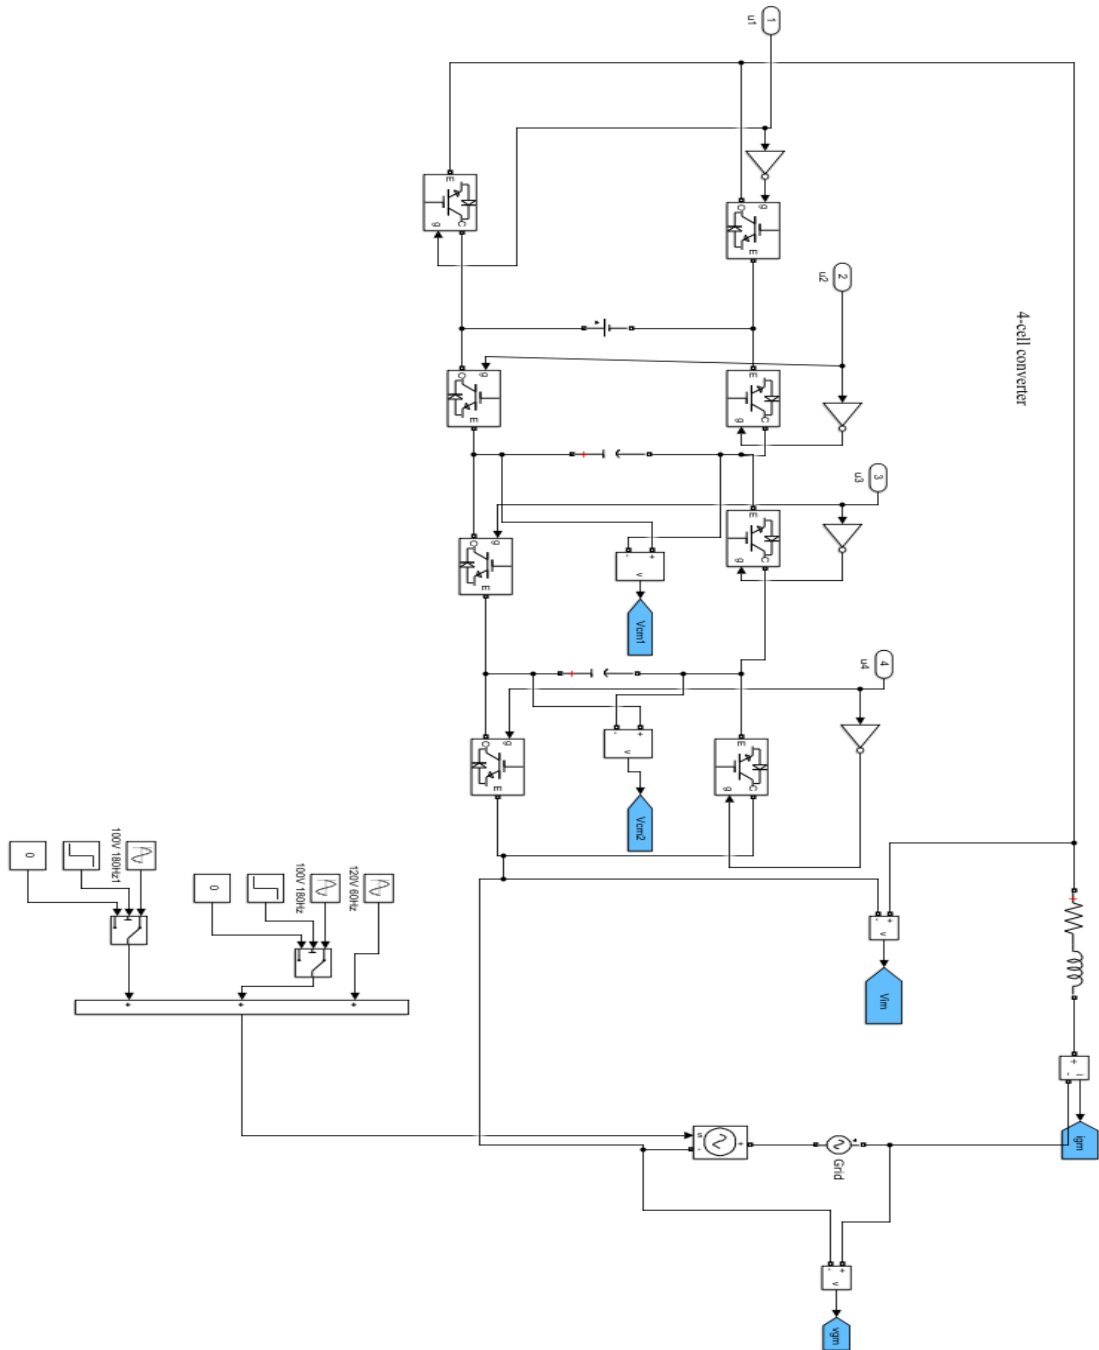 1
u1
g
C
E
E
C
g
2
u2
4-cell converter
g
C
E
E
C
g
3
u3
g
C
E
E
C
g
+
-
v
Vcm1
4
u4
g
C
E
E
C
g
+
-
v
Vcm2
+
-
v
Vim
+
-
i
igm
120V 60Hz
100V 180Hz
0
100V 180Hz1
0
+
+
+
s
+
-
Grid
+
-
v
vgm